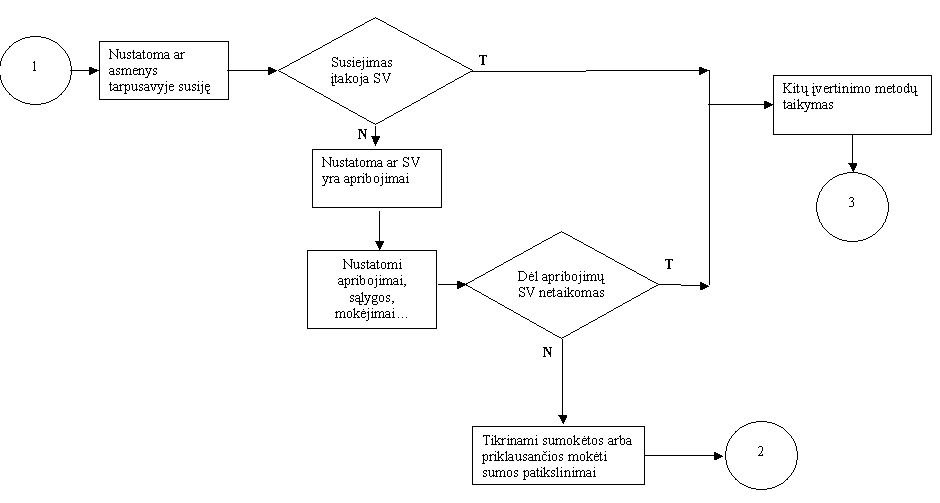 1
Nustatoma ar
asmenys
tarpusavyje susiję
Susiejimas
įtakoja SV
T
N
Kitų įvertinimo metodų
taikymas
3
Nustatoma ar SV
yra apribojimai
Nustatomi
apribojimai,
sąlygos,
mokėjimai...
Dėl apribojimų
SV netaikomas
T
N
Tikrinami sumokėtos arba
priklausančios mokėti
sumos patikslinimai
2